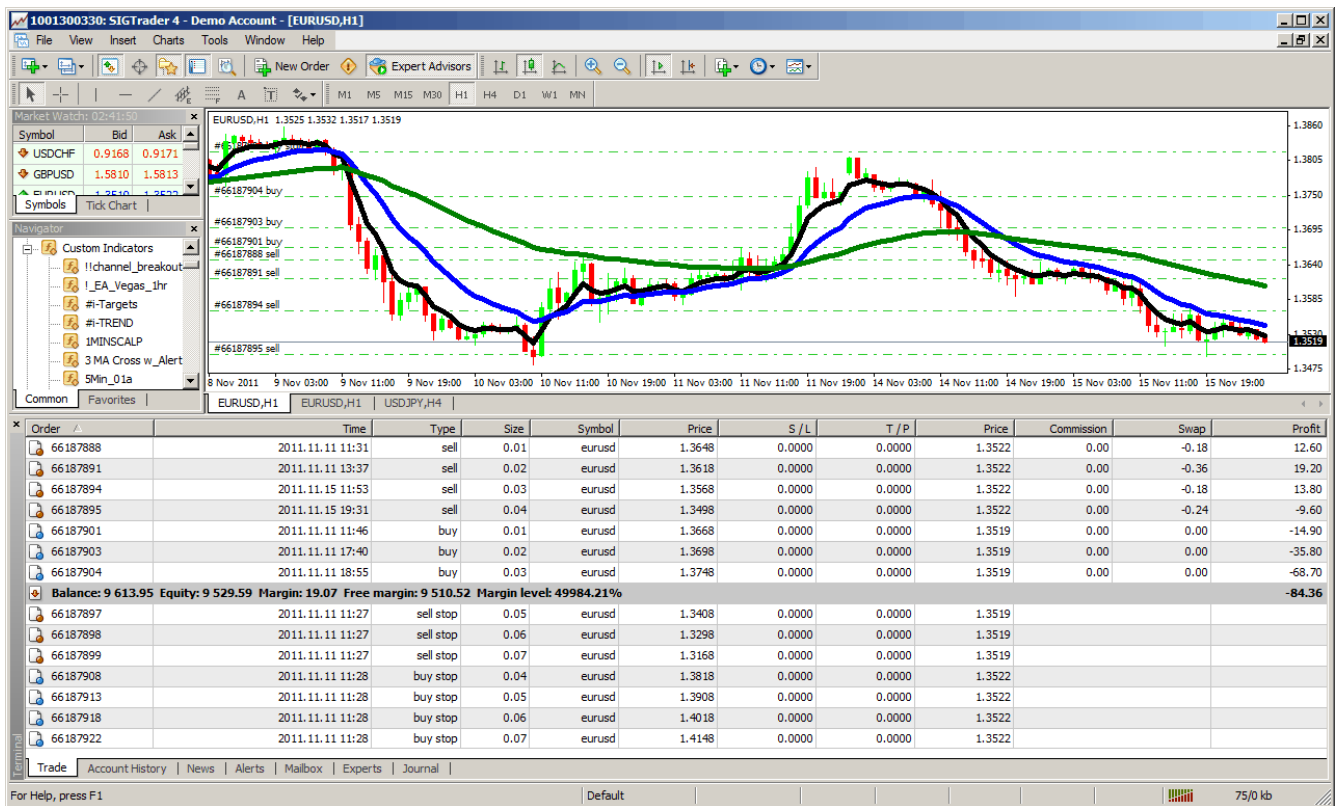 1001300330: SIGTrader 4 - Demo Account - [EURUSD,H1]
File View Insert Charts Tools Window Help
New Order Expert Advisors
A T M1 M5 M15 M30 H1 H4 D1 W1 MN
Market Watch: 02:41:50
Symbol Bid Ask
USDCHF 0.9168 0.9171
GBPUSD 1.5810 1.5813
EURUSD 1.3519 1.3522
Symbols Tick Chart
Navigator
Custom Indicators
!!channel_breakout
!_EA_Vegas_1hr
#i-Targets
#i-TREND
1MINSCALP
3 MA Cross w_Alert
5Min_01a
Common Favorites
EURUSD,H1 1.3525 1.3532 1.3517 1.3519
#66187904 buy
#66187903 buy
#66187901 buy
#66187888 sell
#66187891 sell
#66187894 sell
#66187895 sell
1.3860
1.3805
1.3750
1.3695
1.3640
1.3585
1.3530
1.3519
1.3475
8 Nov 2011 9 Nov 03:00 9 Nov 11:00 9 Nov 19:00 10 Nov 03:00 10 Nov 11:00 10 Nov 19:00 11 Nov 03:00 11 Nov 11:00 11 Nov 19:00 14 Nov 03:00 14 Nov 11:00 14 Nov 19:00 15 Nov 03:00 15 Nov 11:00 15 Nov 19:00
EURUSD,H1 EURUSD,H1 USDJPY,H4
Order Time Type Size Symbol Price S / L T / P Price Commission Swap Profit
66187888 2011.11.11 11:31 sell 0.01 eurusd 1.3648 0.0000 0.0000 1.3522 0.00 -0.18 12.60
66187891 2011.11.11 13:37 sell 0.02 eurusd 1.3618 0.0000 0.0000 1.3522 0.00 -0.36 19.20
66187894 2011.11.15 11:53 sell 0.03 eurusd 1.3568 0.0000 0.0000 1.3522 0.00 -0.18 13.80
66187895 2011.11.15 19:31 sell 0.04 eurusd 1.3498 0.0000 0.0000 1.3522 0.00 -0.24 -9.60
66187901 2011.11.11 11:46 buy 0.01 eurusd 1.3668 0.0000 0.0000 1.3519 0.00 0.00 -14.90
66187903 2011.11.11 17:40 buy 0.02 eurusd 1.3698 0.0000 0.0000 1.3519 0.00 0.00 -35.80
66187904 2011.11.11 18:55 buy 0.03 eurusd 1.3748 0.0000 0.0000 1.3519 0.00 0.00 -68.70
Balance: 9 613.95 Equity: 9 529.59 Margin: 19.07 Free margin: 9 510.52 Margin level: 49984.21% -84.36
66187897 2011.11.11 11:27 sell stop 0.05 eurusd 1.3408 0.0000 0.0000 1.3519
66187898 2011.11.11 11:27 sell stop 0.06 eurusd 1.3298 0.0000 0.0000 1.3519
66187899 2011.11.11 11:27 sell stop 0.07 eurusd 1.3168 0.0000 0.0000 1.3519
66187908 2011.11.11 11:28 buy stop 0.04 eurusd 1.3818 0.0000 0.0000 1.3522
66187913 2011.11.11 11:28 buy stop 0.05 eurusd 1.3908 0.0000 0.0000 1.3522
66187918 2011.11.11 11:28 buy stop 0.06 eurusd 1.4018 0.0000 0.0000 1.3522
66187922 2011.11.11 11:28 buy stop 0.07 eurusd 1.4148 0.0000 0.0000 1.3522
Terminal
Trade Account History News Alerts Mailbox Experts Journal
For Help, press F1 Default 75/0 kb